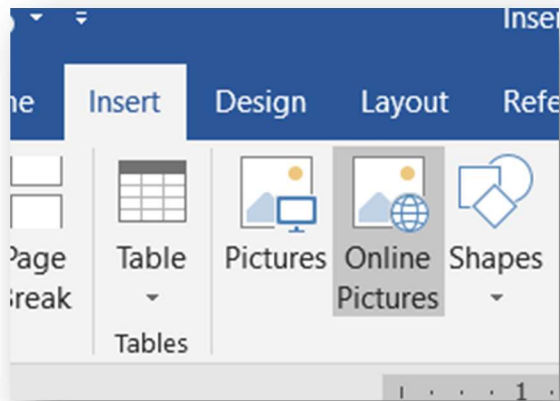 Inser
ne Insert Design Layout Refe
Page Table Pictures Online Shapes
Break Pictures
Tables
1